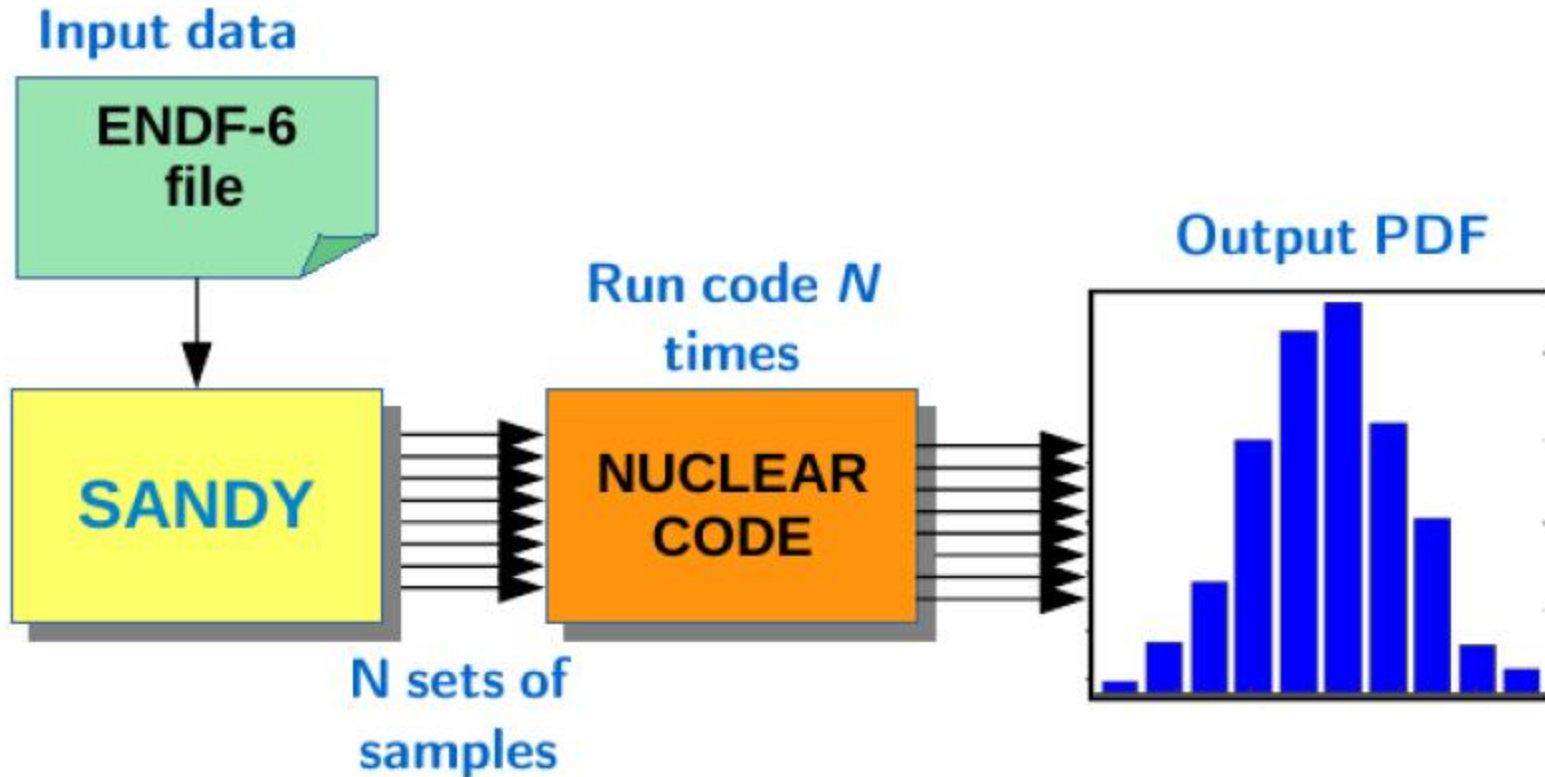 Input data
ENDF-6
file
SANDY
N sets of
samples
Run code N
times
NUCLEAR
CODE
Output PDF